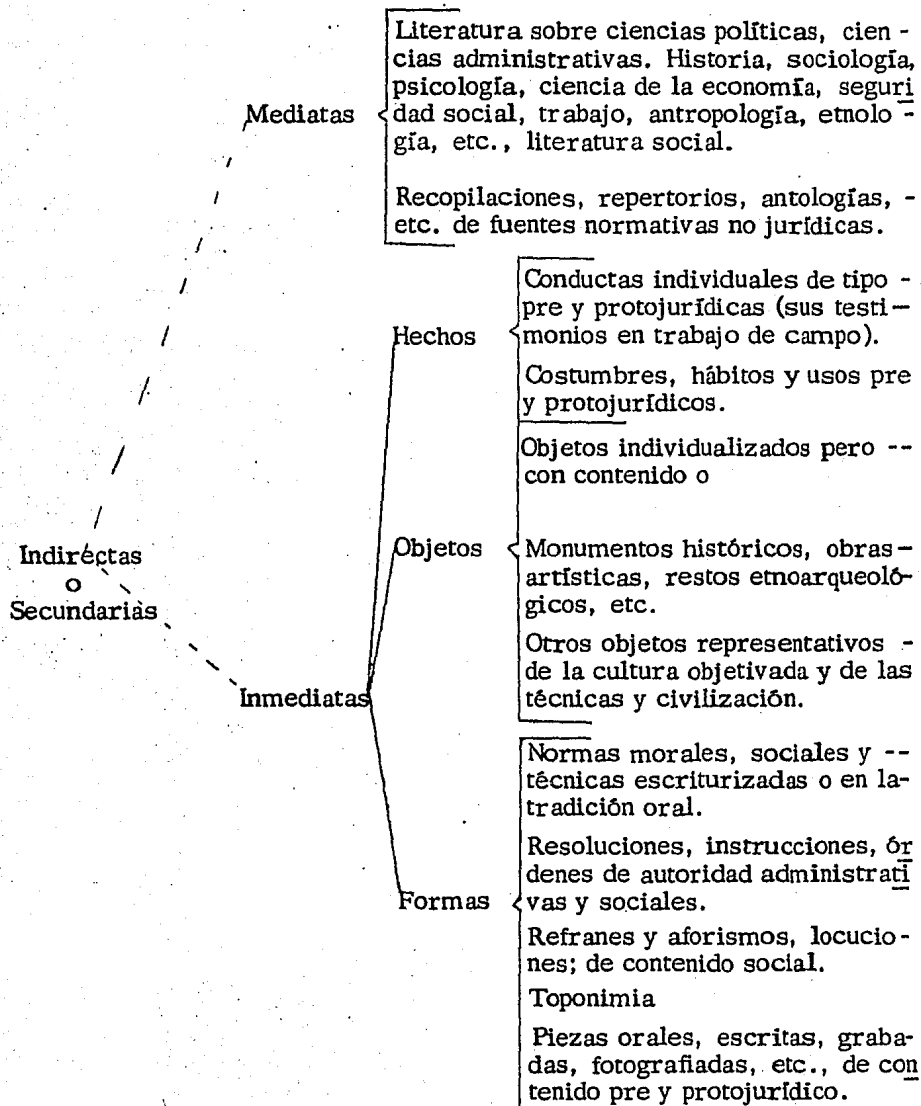 Literatura sobre ciencias políticas, cien -
cias administrativas. Historia, sociología,
psicología, ciencia de la economía, seguri
dad social, trabajo, antropología, etnolo -
gía, etc., literatura social.
Recopilaciones, repertorios, antologías, -
etc. de fuentes normativas no jurídicas.
Mediatas
Conductas individuales de tipo -
pre y protojurídicas (sus testi-
monios en trabajo de campo).
Costumbres, hábitos y usos pre
y protojurídicos.
Hechos
Objetos individualizados pero --
con contenido o
Monumentos históricos, obras-
artísticas, restos etnoarqueoló-
gicos, etc.
Otros objetos representativos -
de la cultura objetivada y de las
técnicas y civilización.
Objetos
Indirectas
o
Secundarias
Inmediatas
Normas morales, sociales y --
técnicas escriturizadas o en la-
tradición oral.
Resoluciones, instrucciones, ór
denes de autoridad administrati
vas y sociales.
Refranes y aforismos, locucio-
nes; de contenido social.
Toponimia
Piezas orales, escritas, graba-
das, fotografiadas, etc., de con
tenido pre y protojurídico.
Formas